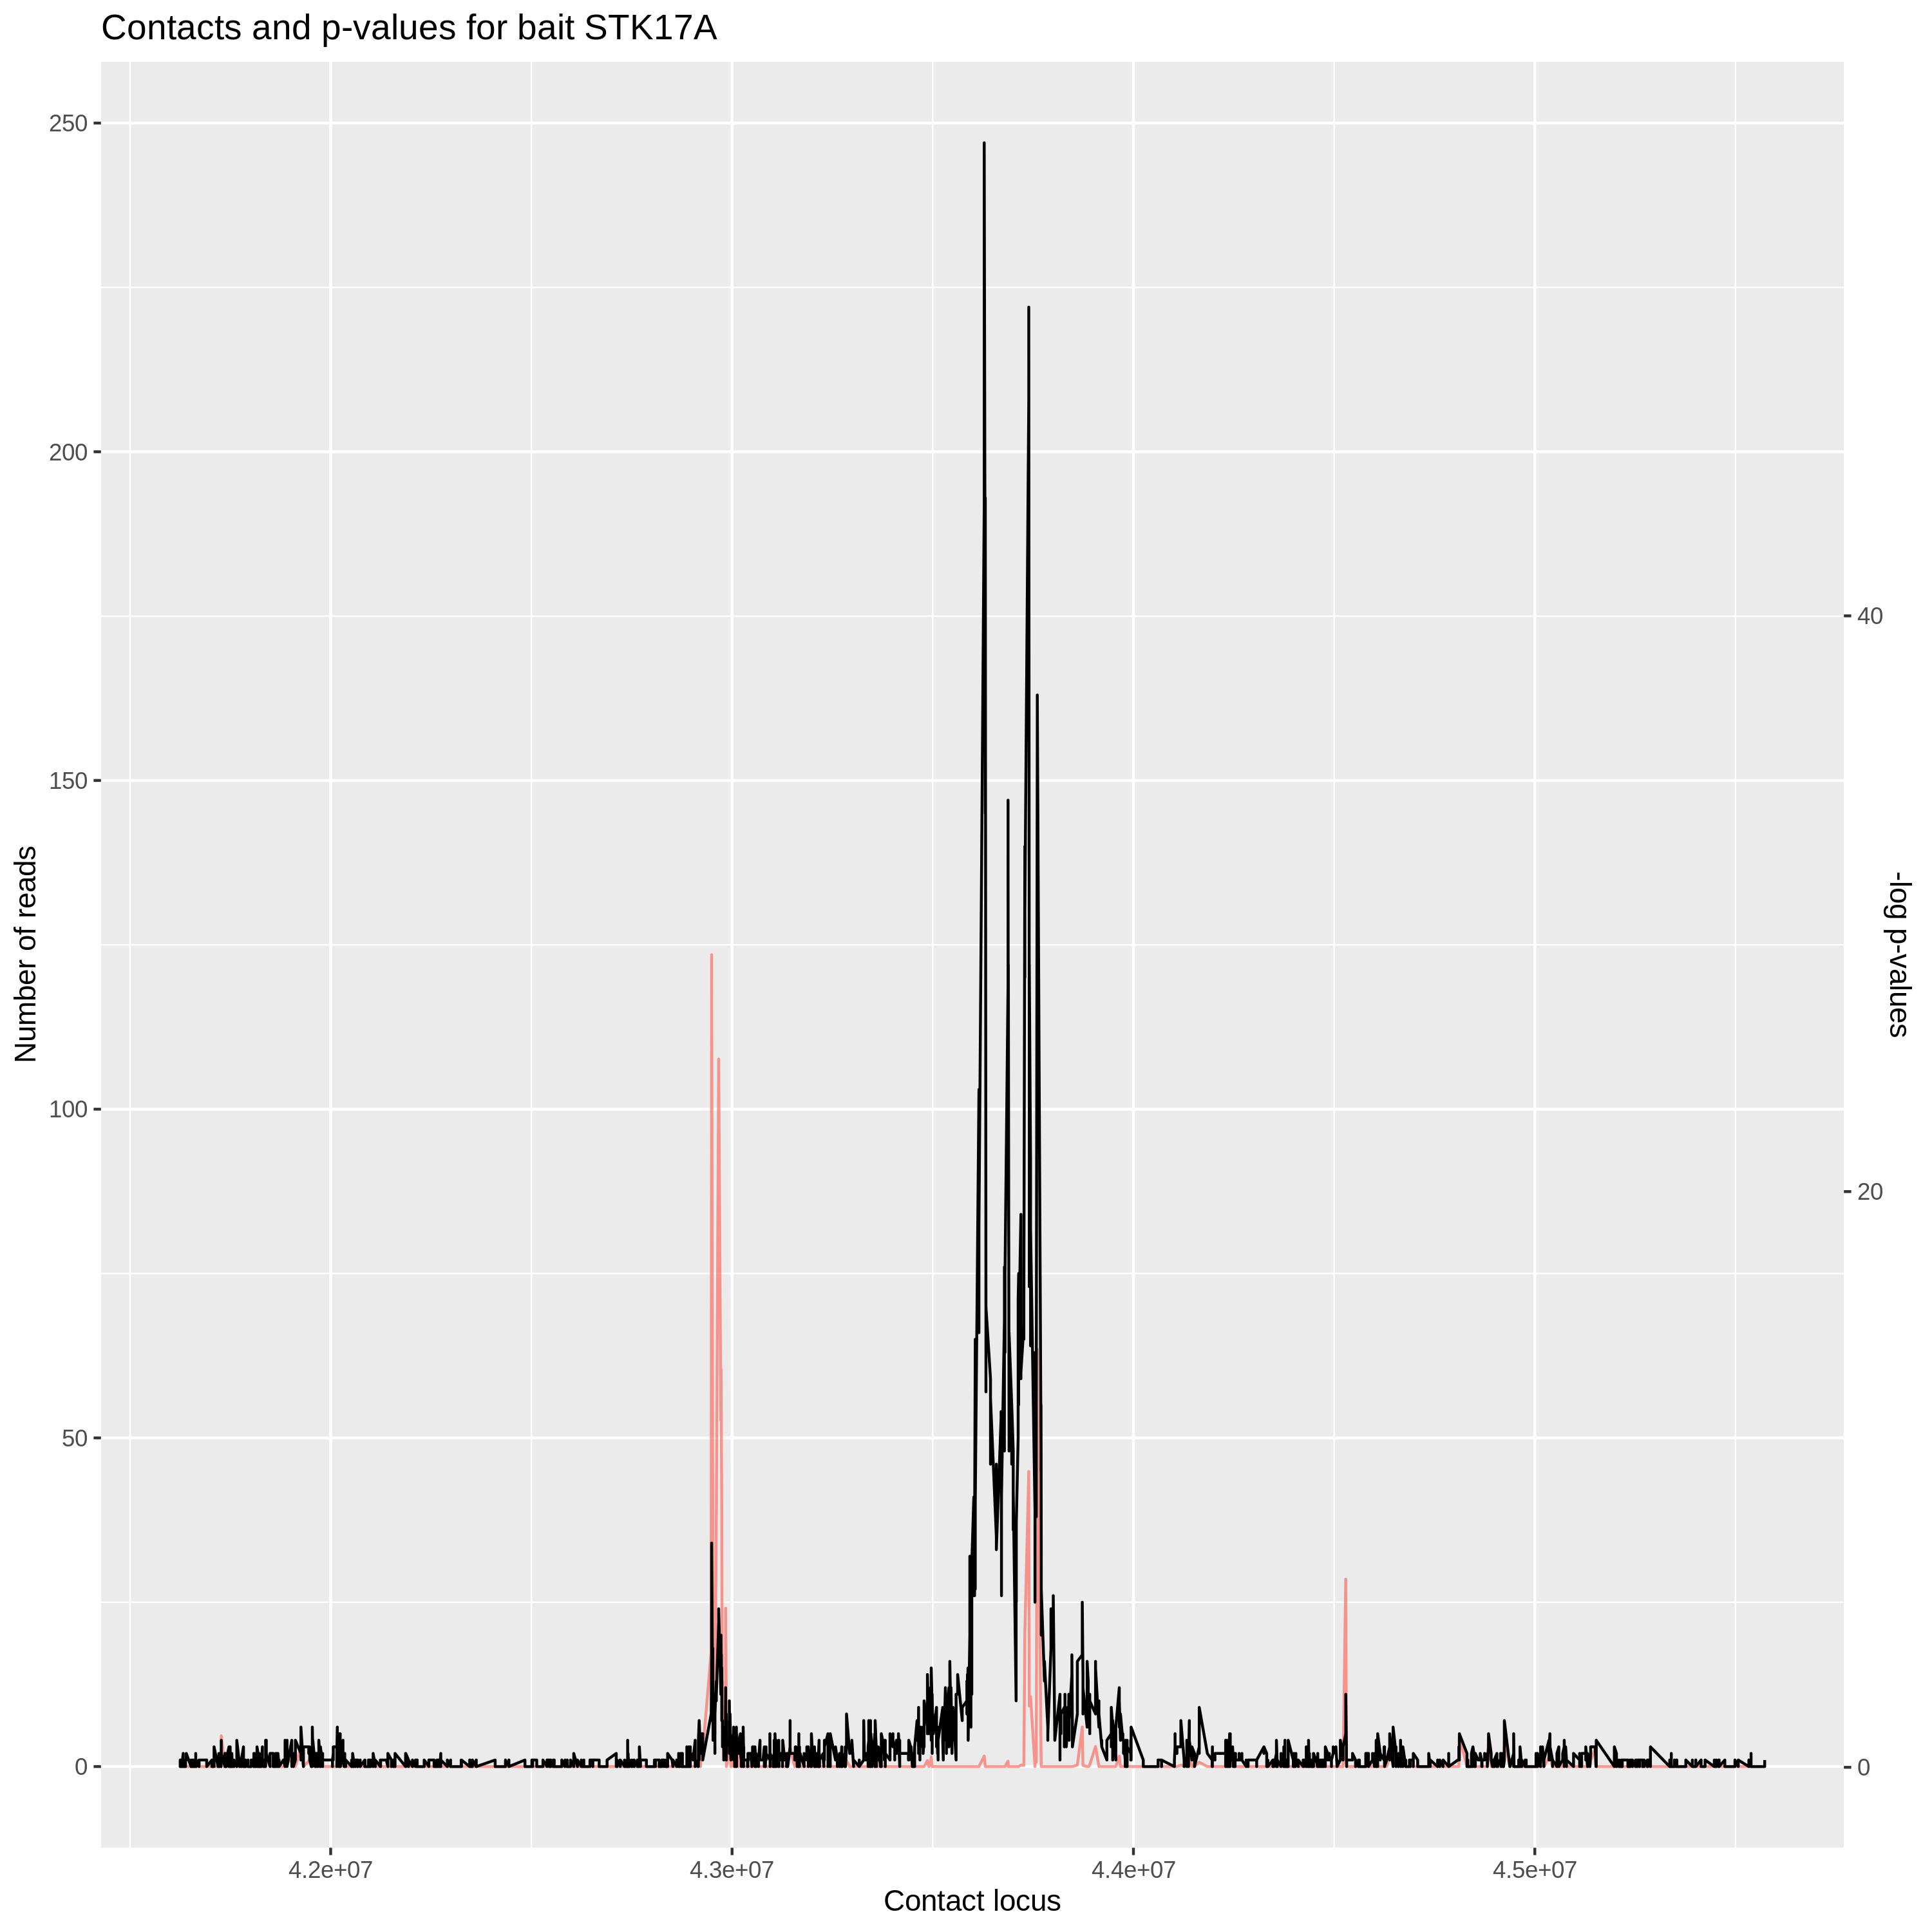 Contacts and p-values for bait STK17A
250
200
150
100
50
0
Number of reads
40
20
0
-log p-values
4.2e+07 4.3e+07 4.4e+07 4.5e+07
Contact locus